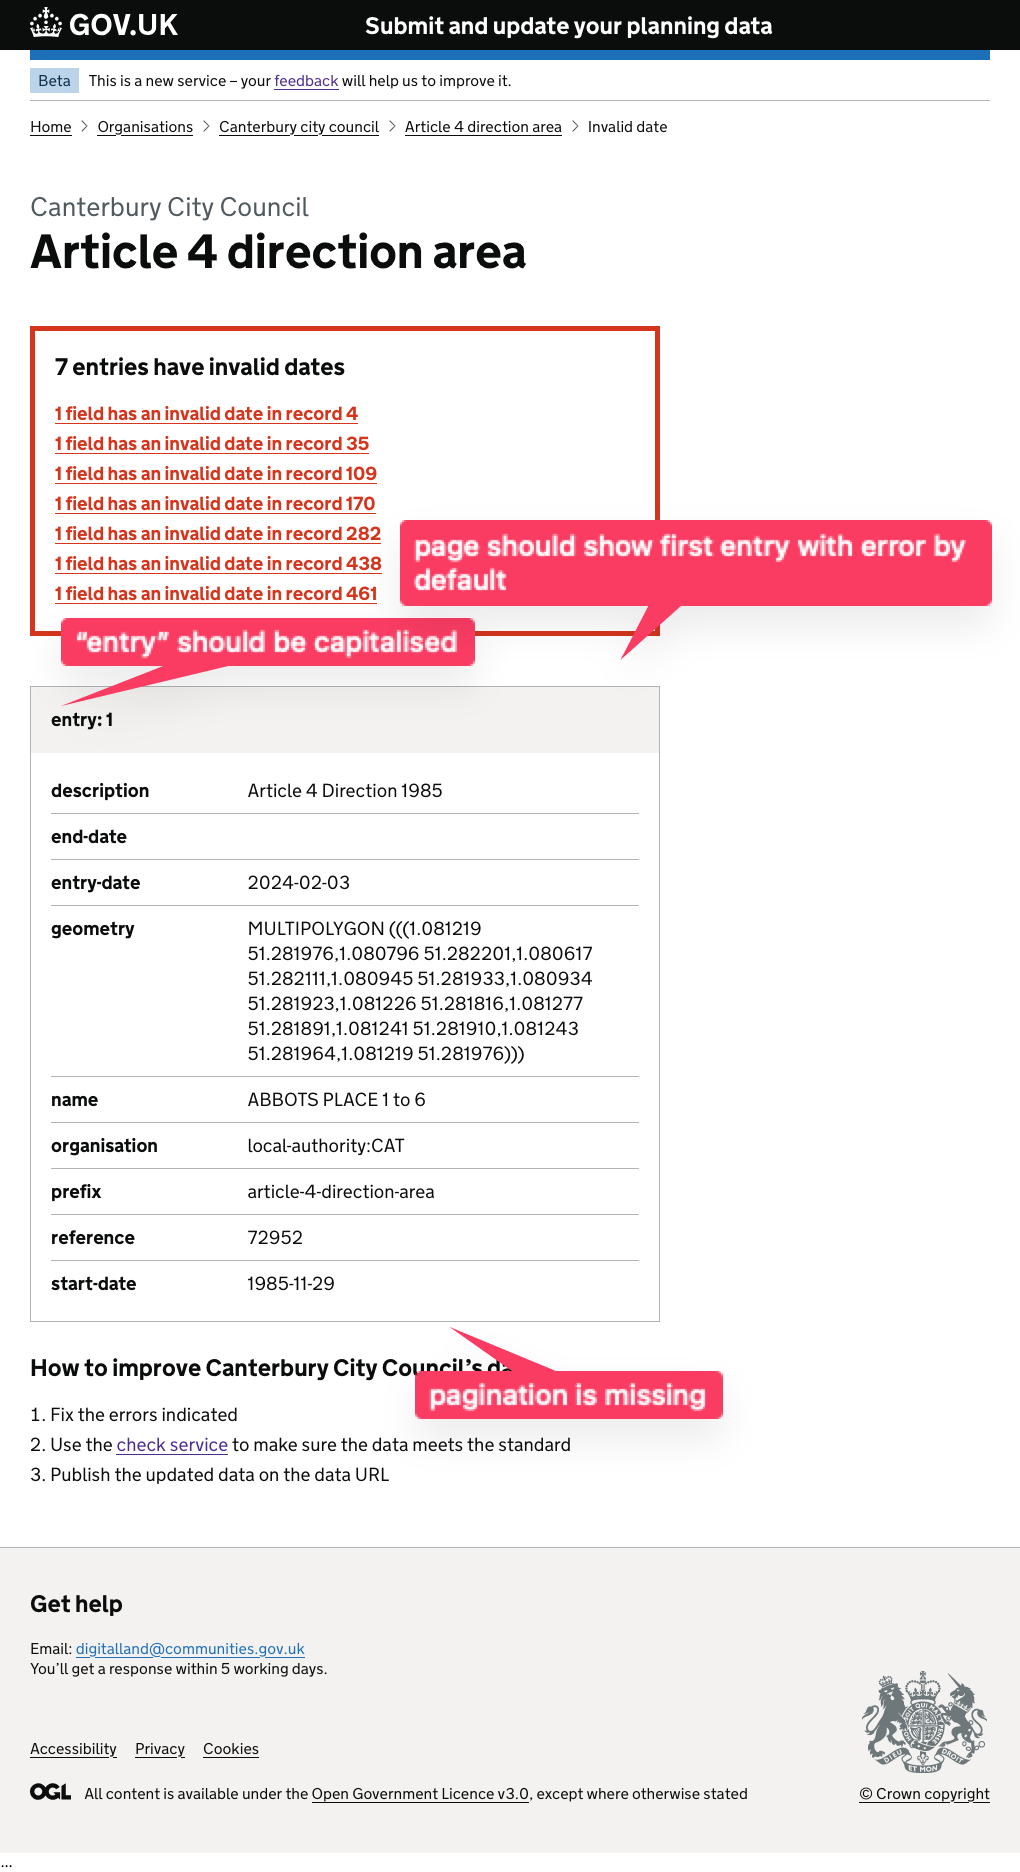 GOV.UK
Submit and update your planning data
Beta This is a new service – your feedback will help us to improve it.
Home > Organisations > Canterbury city council > Article 4 direction area > Invalid date
Canterbury City Council
Article 4 direction area
7 entries have invalid dates
1 field has an invalid date in record 4
1 field has an invalid date in record 35
1 field has an invalid date in record 109
1 field has an invalid date in record 170
1 field has an invalid date in record 282
1 field has an invalid date in record 438
1 field has an invalid date in record 461
page should show first entry with error by
default
“entry” should be capitalised
entry: 1
description Article 4 Direction 1985
end-date
entry-date 2024-02-03
geometry MULTIPOLYGON (((1.081219
51.281976,1.080796 51.282201,1.080617
51.282111,1.080945 51.281933,1.080934
51.281923,1.081226 51.281816,1.081277
51.281891,1.081241 51.281910,1.081243
51.281964,1.081219 51.281976)))
name ABBOTS PLACE 1 to 6
organisation local-authority:CAT
prefix article-4-direction-area
reference 72952
start-date 1985-11-29
How to improve Canterbury City Council’s da
pagination is missing
1. Fix the errors indicated
2. Use the check service to make sure the data meets the standard
3. Publish the updated data on the data URL
Get help
Email: digitalland@communities.gov.uk
You’ll get a response within 5 working days.
Accessibility Privacy Cookies
OGL All content is available under the Open Government Licence v3.0, except where otherwise stated
DIEU ET MON DROIT
© Crown copyright
...